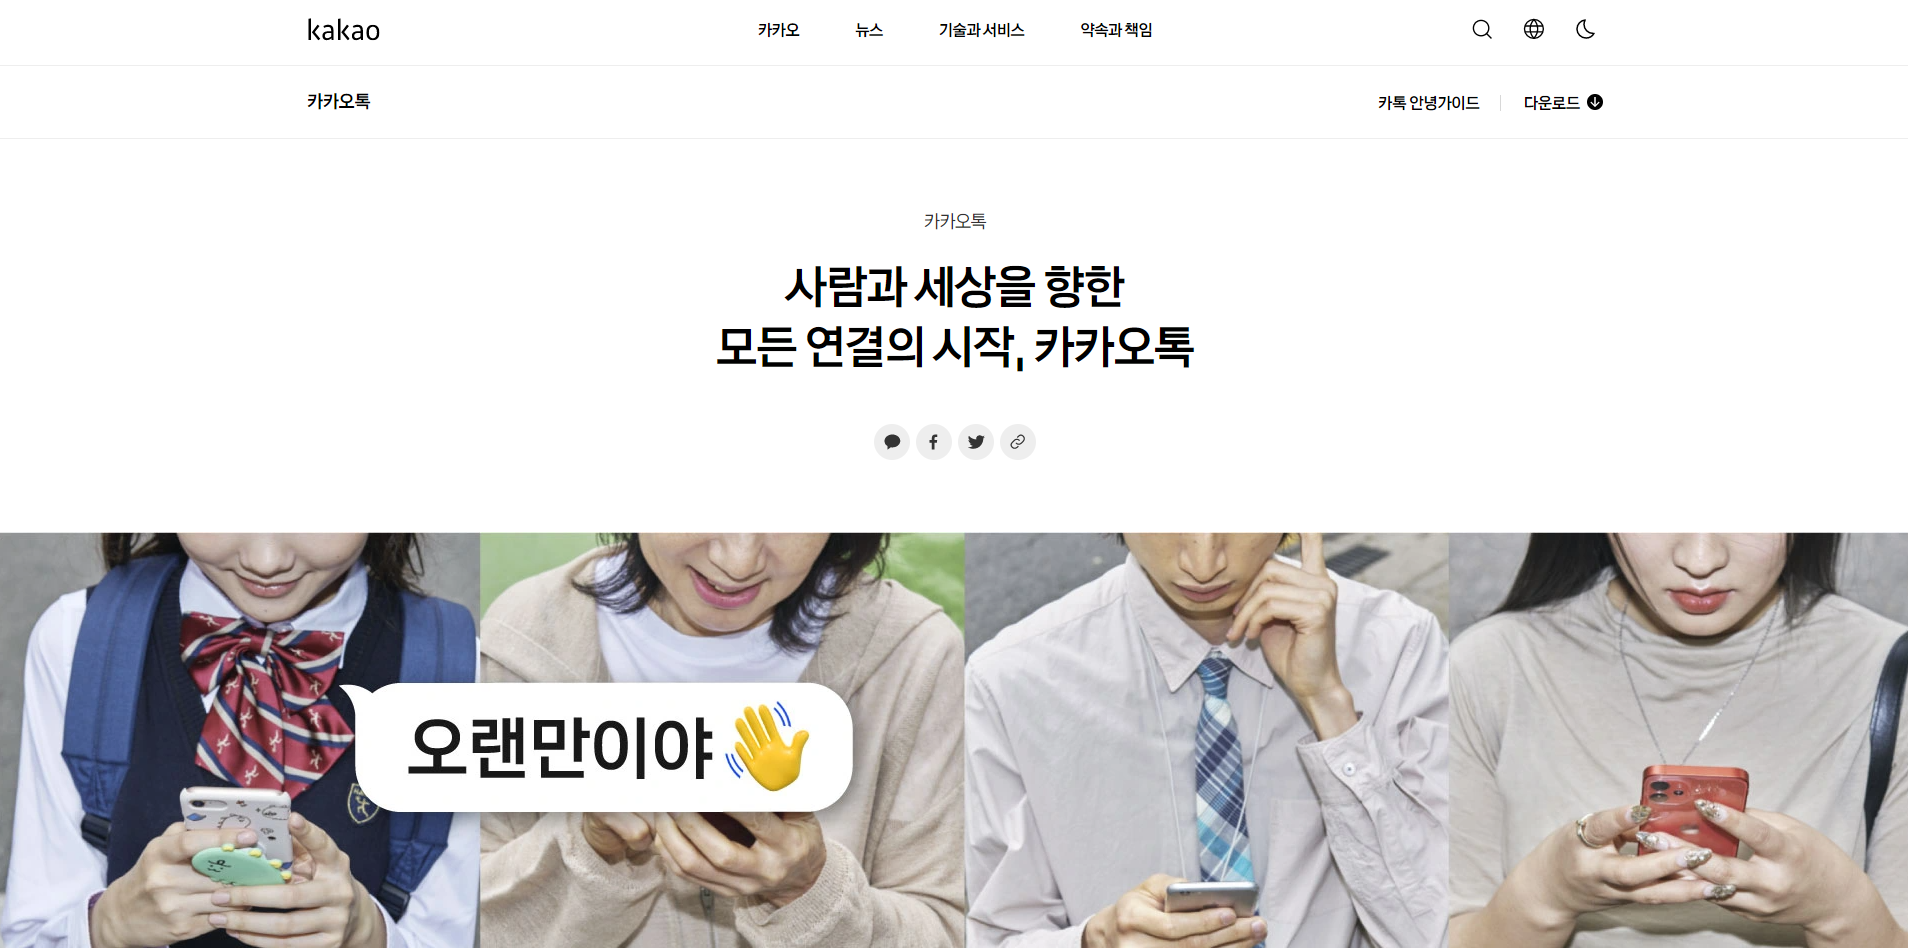 kakao
카카오
뉴스
기술과 서비스
약속과 책임
카카오톡
카톡 안녕가이드
다운로드
카카오톡
사람과 세상을 향한
모든 연결의 시작, 카카오톡
오랜만이야👋